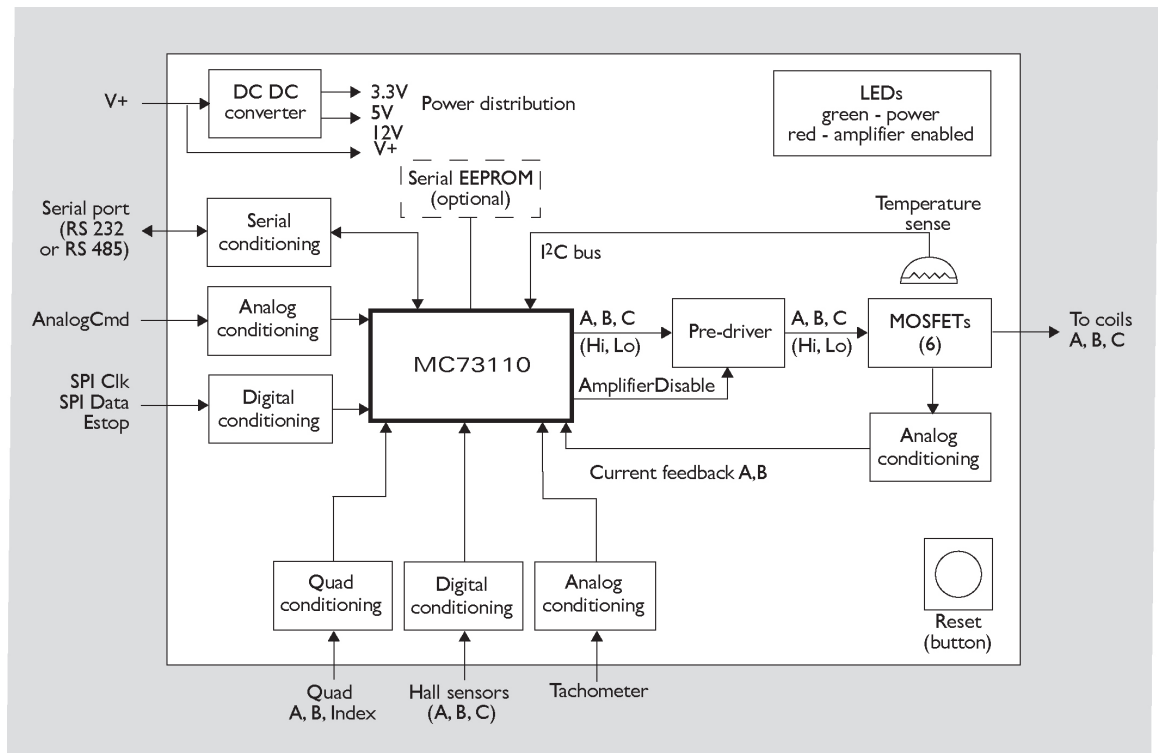 V+
DC DC
converter
3.3V
5V
12V
V+
Power distribution
LEDs
green - power
red - amplifier enabled
Serial EEPROM
(optional)
Serial port
(RS 232
or RS 485)
Serial
conditioning
I²C bus
Temperature
sense
AnalogCmd
Analog
conditioning
MC73110
A, B, C
(Hi, Lo)
Pre-driver
A, B, C
(Hi, Lo)
MOSFETs
(6)
To coils
A, B, C
AmplifierDisable
SPI Clk
SPI Data
Estop
Digital
conditioning
Analog
conditioning
Current feedback A,B
Quad
conditioning
Digital
conditioning
Analog
conditioning
Reset
(button)
Quad
A, B, Index
Hall sensors
(A, B, C)
Tachometer